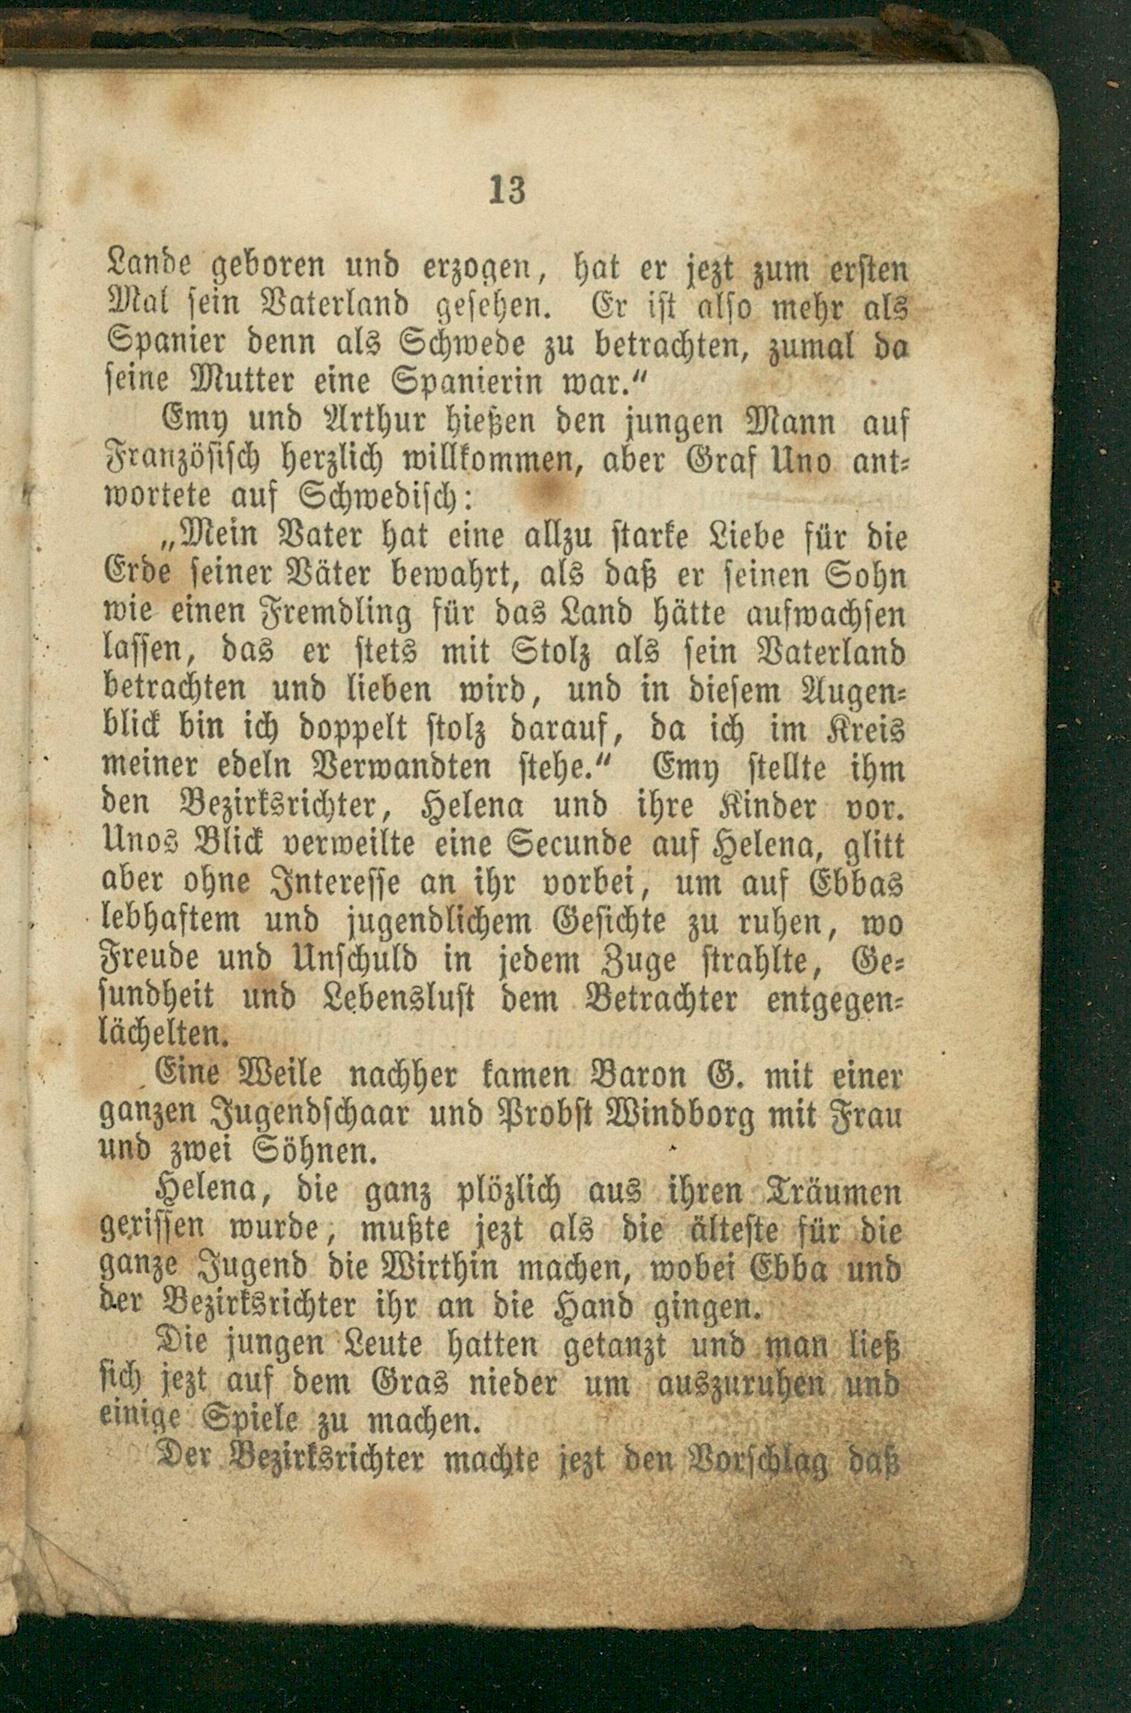 13
Lande geboren und erzogen, hat er jezt zum ersten
Mal sein Vaterland gesehen. Er ist also mehr als
Spanier denn als Schwede zu betrachten, zumal da
seine Mutter eine Spanierin war.“
Emy und Arthur hießen den jungen Mann auf
Französisch herzlich willkommen, aber Graf Uno ant-
wortete auf Schwedisch:
„Mein Vater hat eine allzu starke Liebe für die
Erde seiner Väter bewahrt, als daß er seinen Sohn
wie einen Fremdling für das Land hätte aufwachsen
lassen, das er stets mit Stolz als sein Vaterland
betrachten und lieben wird, und in diesem Augen-
blick bin ich doppelt stolz darauf, da ich im Kreis
meiner edeln Verwandten stehe.“ Emy stellte ihm
den Bezirksrichter, Helena und ihre Kinder vor.
Unos Blick verweilte eine Secunde auf Helena, glitt
aber ohne Interesse an ihr vorbei, um auf Ebbas
lebhaftem und jugendlichem Gesichte zu ruhen, wo
Freude und Unschuld in jedem Zuge strahlte, Ge-
sundheit und Lebenslust dem Betrachter entgegen-
lächelten.
Eine Weile nachher kamen Baron G. mit einer
ganzen Jugendschaar und Probst Windborg mit Frau
und zwei Söhnen.
Helena, die ganz plözlich aus ihren Träumen
gerissen wurde, mußte jezt als die älteste für die
ganze Jugend die Wirthin machen, wobei Ebba und
der Bezirksrichter ihr an die Hand gingen.
Die jungen Leute hatten getanzt und man ließ
sich jezt auf dem Gras nieder um auszuruhen und
einige Spiele zu machen.
Der Bezirksrichter machte jezt den Vorschlag daß